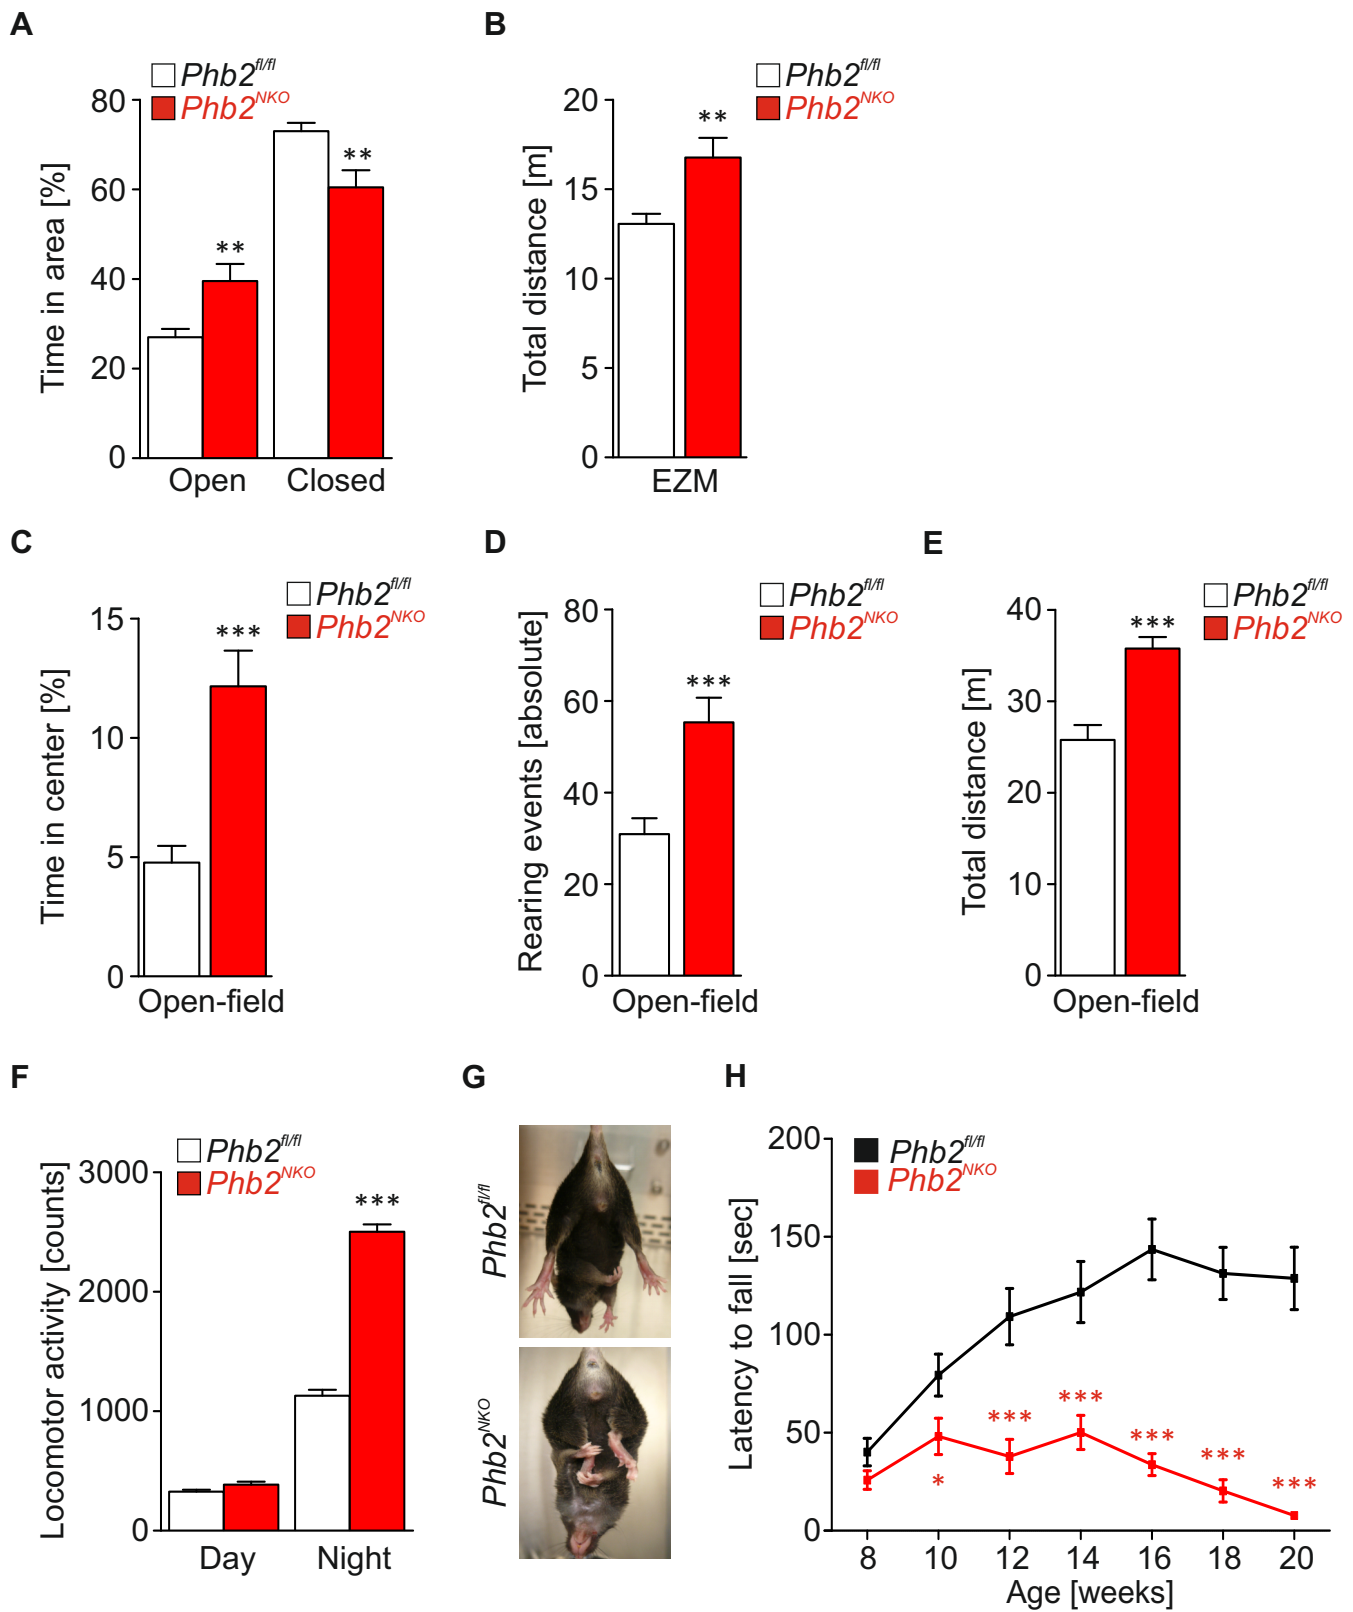 A
Phb2fl/fl
Phb2NKO
Time in area [%]
80
60
40
20
0
**
**
Open Closed
B
Phb2fl/fl
Phb2NKO
Total distance [m]
20
15
10
5
0
**
EZM
C
Phb2fl/fl
Phb2NKO
Time in center [%]
15
10
5
0
***
Open-field
D
Phb2fl/fl
Phb2NKO
Rearing events [absolute]
80
60
40
20
0
***
Open-field
E
Phb2fl/fl
Phb2NKO
Total distance [m]
40
30
20
10
0
***
Open-field
F
Phb2fl/fl
Phb2NKO
Locomotor activity [counts]
3000
2000
1000
0
***
Day Night
G
Phb2fl/fl
Phb2NKO
H
Phb2fl/fl
Phb2NKO
Latency to fall [sec]
200
150
100
50
0
*
***
***
***
***
***
8 10 12 14 16 18 20
Age [weeks]